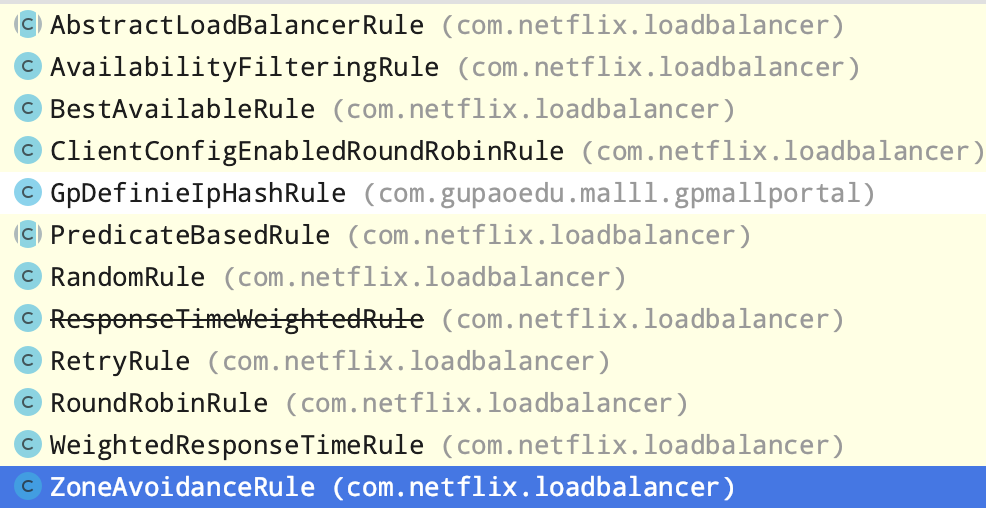 AbstractLoadBalancerRule (com.netflix.loadbalancer)
AvailabilityFilteringRule (com.netflix.loadbalancer)
BestAvailableRule (com.netflix.loadbalancer)
ClientConfigEnabledRoundRobinRule (com.netflix.loadbalancer)
GpDefinieIpHashRule (com.gupaoedu.malll.gpmallportal)
PredicateBasedRule (com.netflix.loadbalancer)
RandomRule (com.netflix.loadbalancer)
ResponseTimeWeightedRule (com.netflix.loadbalancer)
RetryRule (com.netflix.loadbalancer)
RoundRobinRule (com.netflix.loadbalancer)
WeightedResponseTimeRule (com.netflix.loadbalancer)
ZoneAvoidanceRule (com.netflix.loadbalancer)